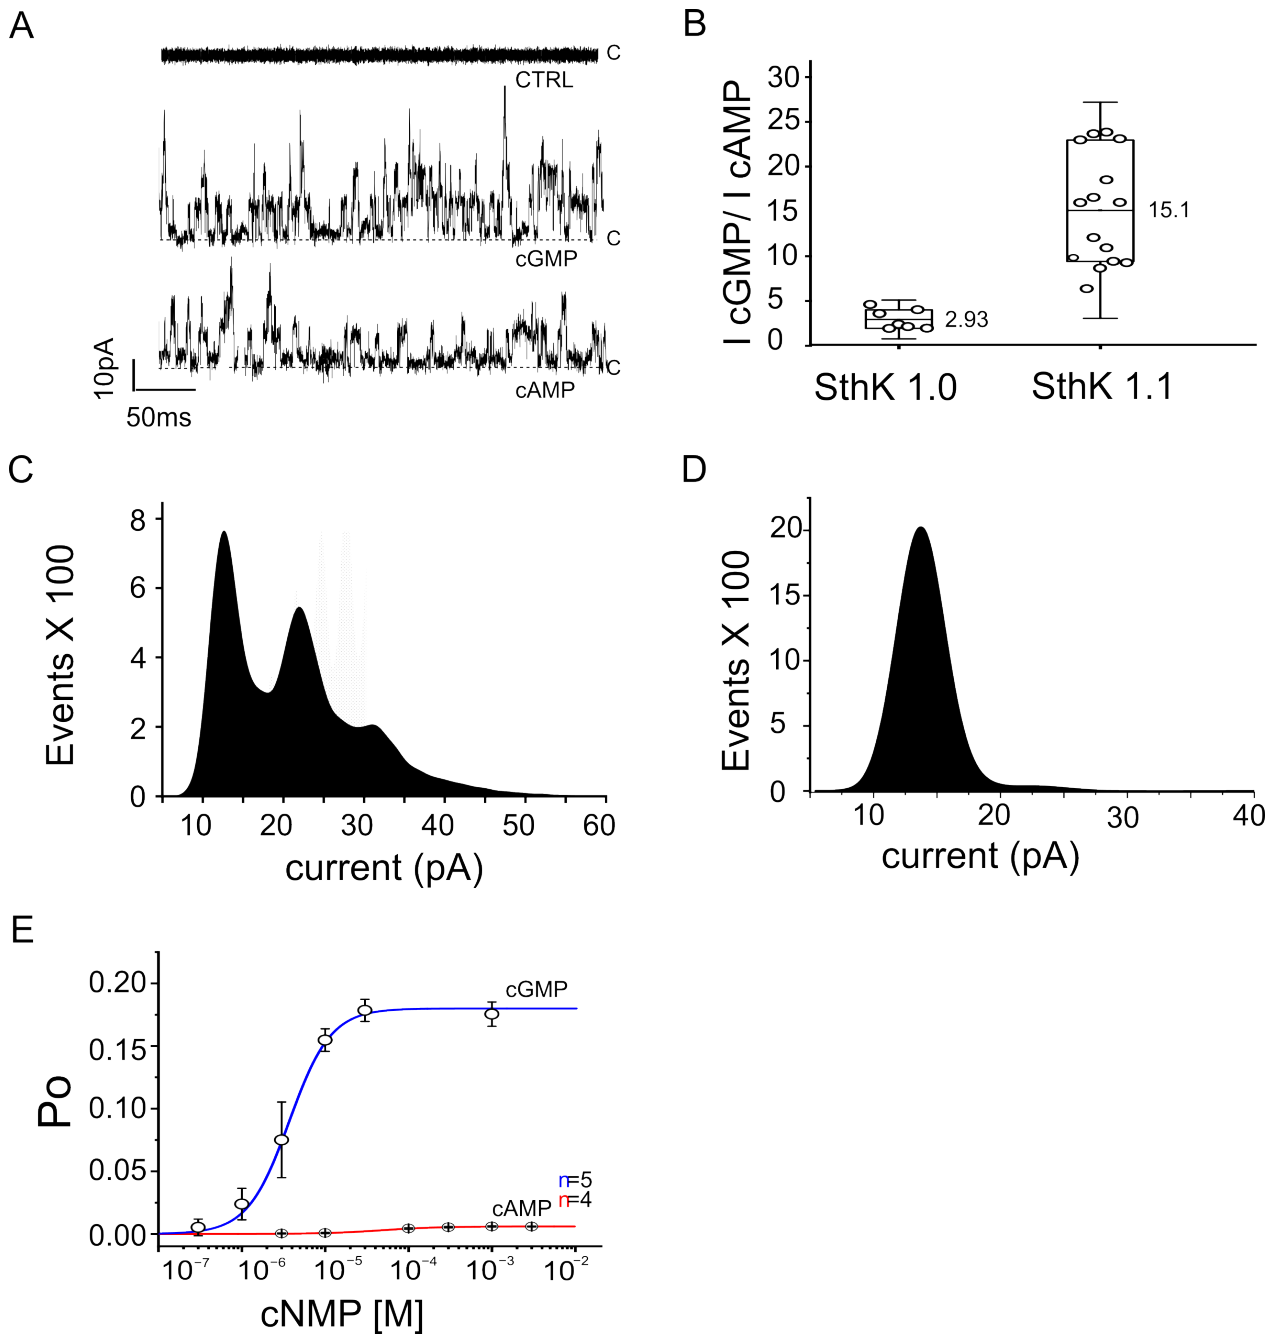 A
C
CTRL
C
cGMP
C
cAMP
10pA
50ms
B
I cGMP/ I cAMP
30
25
20
15
10
5
0
15.1
2.93
SthK 1.0
SthK 1.1
C
Events X 100
8
6
4
2
0
10 20 30 40 50 60
current (pA)
D
Events X 100
20
15
10
5
0
10 20 30 40
current (pA)
E
Po
0.20
0.15
0.10
0.05
0.00
cGMP
n=5
n=4
cAMP
10⁻⁷ 10⁻⁶ 10⁻⁵ 10⁻⁴ 10⁻³ 10⁻²
cNMP [M]